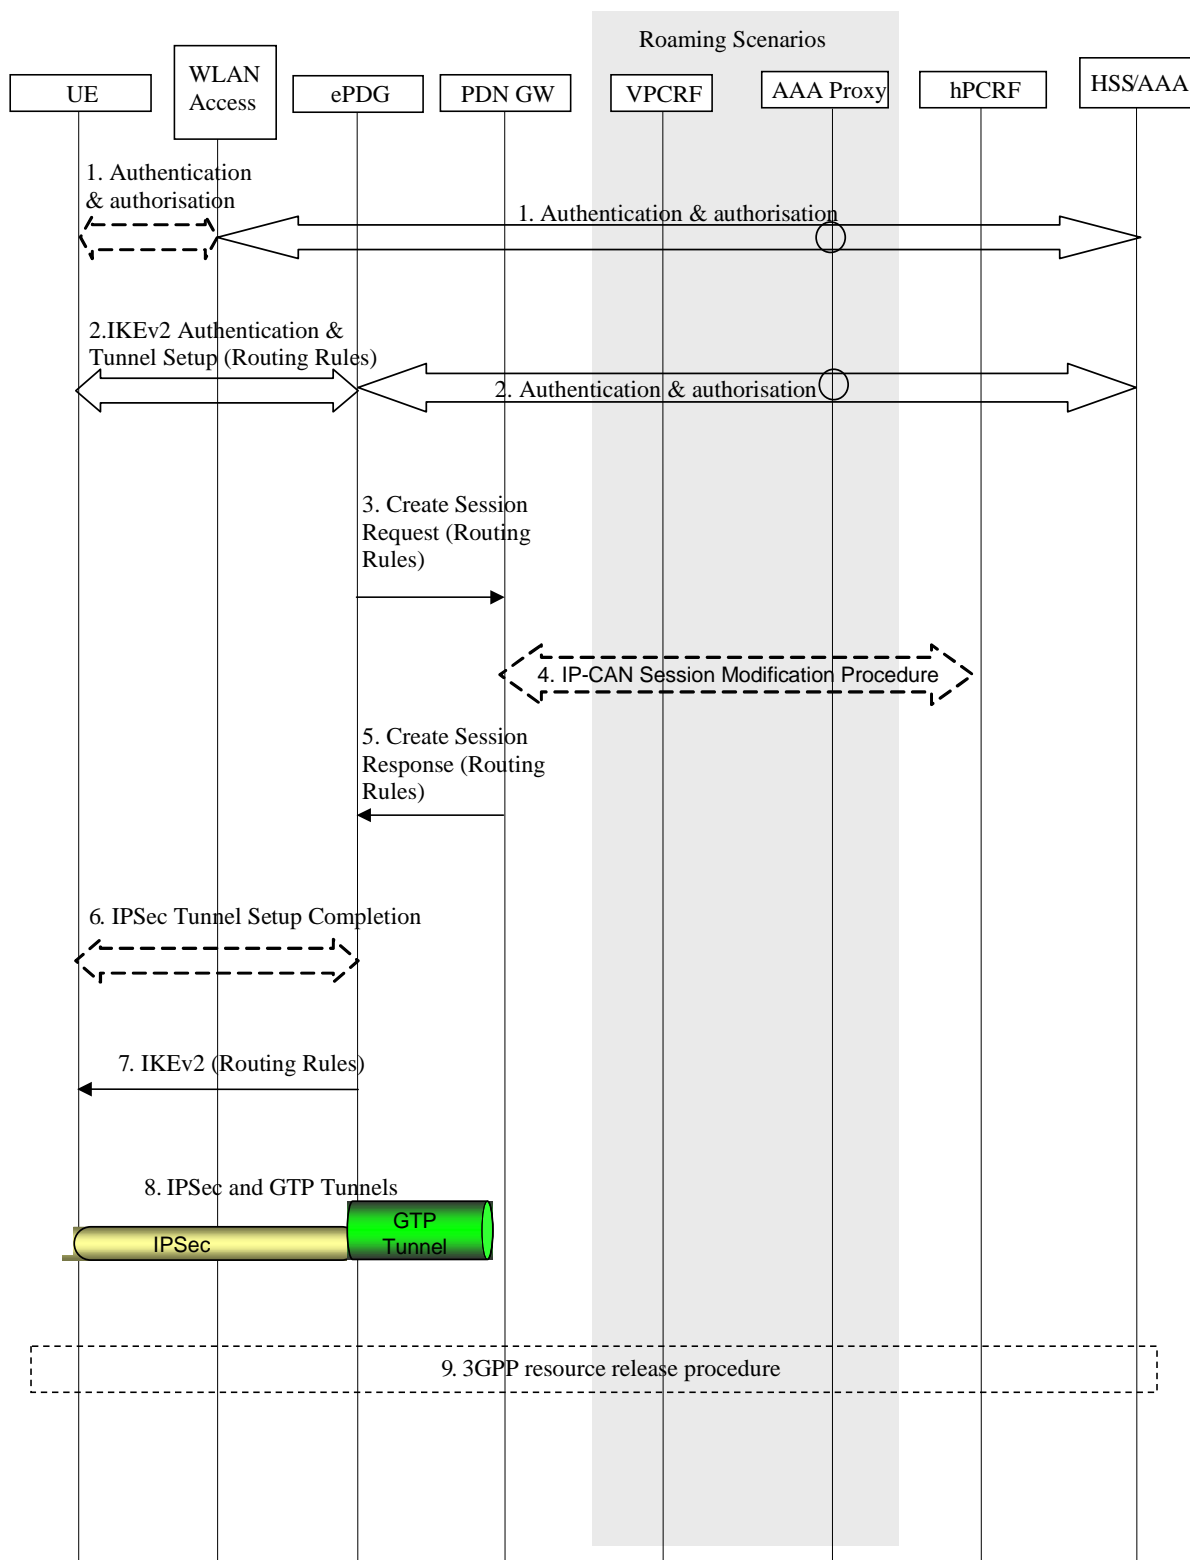 Roaming Scenarios
UE
WLAN
Access
ePDG
PDN GW
VPCRF
AAA Proxy
hPCRF
HSS/AAA
1. Authentication
& authorisation
1. Authentication & authorisation
2.IKEv2 Authentication &
Tunnel Setup (Routing Rules)
2. Authentication & authorisation
3. Create Session
Request (Routing
Rules)
4. IP-CAN Session Modification Procedure
5. Create Session
Response (Routing
Rules)
6. IPSec Tunnel Setup Completion
7. IKEv2 (Routing Rules)
8. IPSec and GTP Tunnels
GTP
Tunnel
IPSec
9. 3GPP resource release procedure